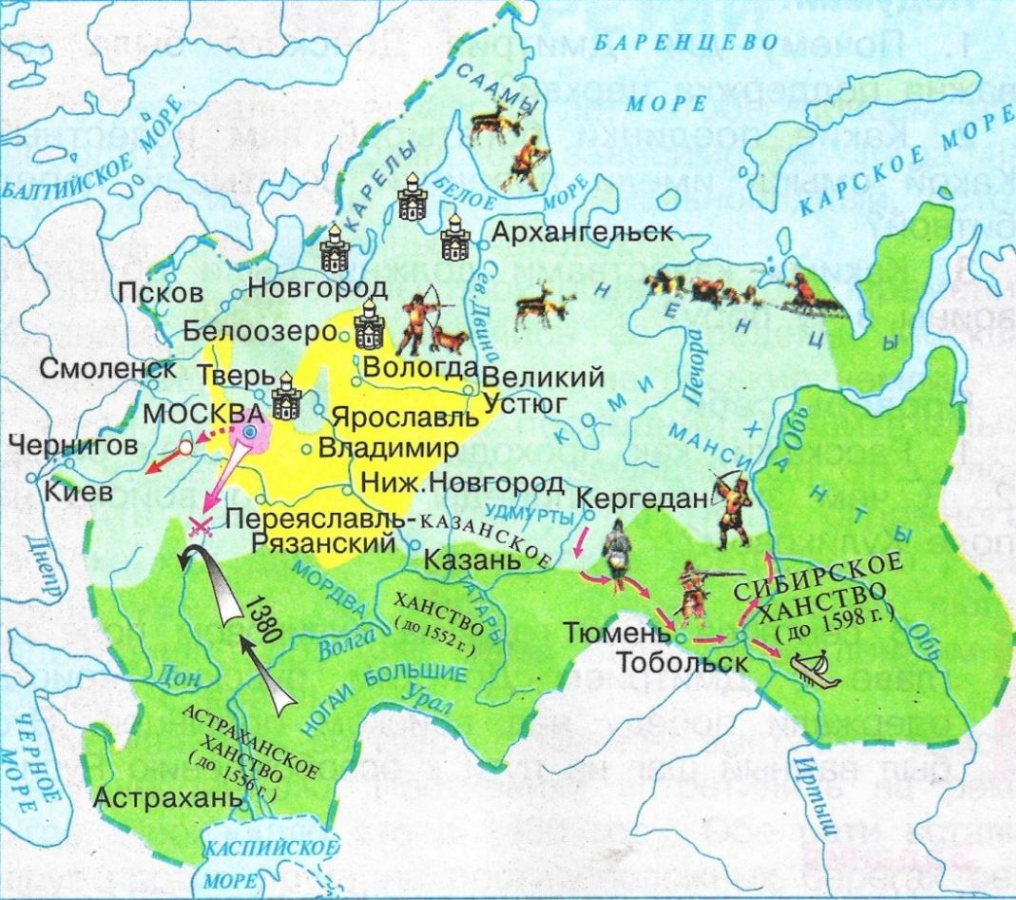 БАРЕНЦЕВО
МОРЕ
КАРСКОЕ МОРЕ
БАЛТИЙСКОЕ МОРЕ
СААМЫ
КАРЕЛЫ
БЕЛОЕ МОРЕ
Архангельск
Псков
Новгород
Сев. Двина
НЕНЦЫ
Белоозеро
Печора
Смоленск
Тверь
Вологда
Великий
Устюг
КОМИ
МОСКВА
Ярославль
МАНСИ
ХАНТЫ
Обь
Чернигов
Владимир
Киев
Ниж.Новгород
Кергедан
УДМУРТЫ
Переяславль-
Рязанский
КАЗАНСКОЕ
Казань
ХАНСТВО
(до 1552 г.)
ТАТАРЫ
Днепр
МОРДВА
СИБИРСКОЕ
ХАНСТВО
(до 1598 г.)
1380
Волга
Тюмень
Тобольск
Обь
Дон
НОГАИ БОЛЬШИЕ
Урал
АСТРАХАНСКОЕ
ХАНСТВО
(до 1556 г.)
ЧЕРНОЕ
МОРЕ
Астрахань
Иртыш
КАСПИЙСКОЕ
МОРЕ